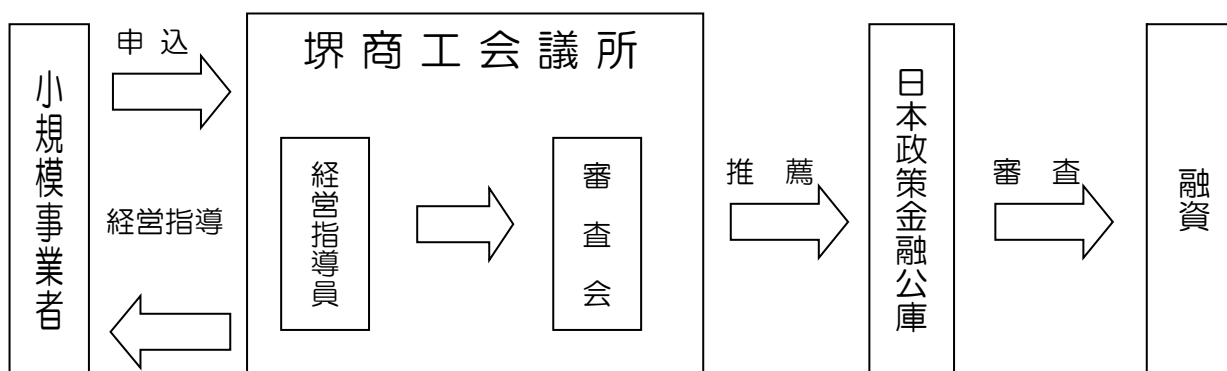 小規模事業者
申込
経営指導
堺商工会議所
経営指導員
審査会
推薦
日本政策金融公庫
審査
融資